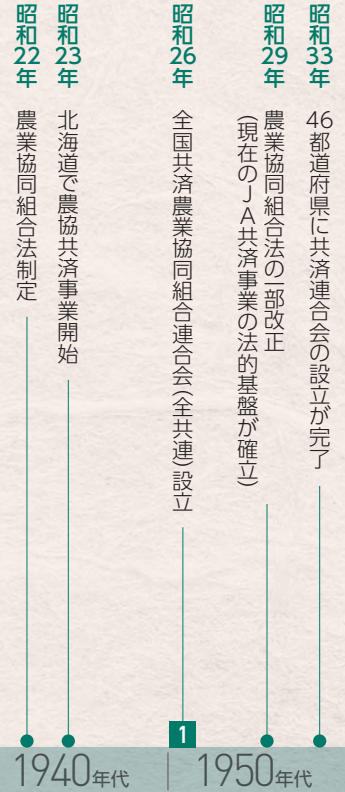 昭和22年
農業協同組合法制定
昭和23年
北海道で農協共済事業開始
昭和26年
全国共済農業協同組合連合会(全共連)設立
昭和29年
農業協同組合法の一部改正
(現在のJA共済事業の法的基盤が確立)
昭和33年
46都道府県に共済連合会の設立が完了
1
1940年代
1950年代